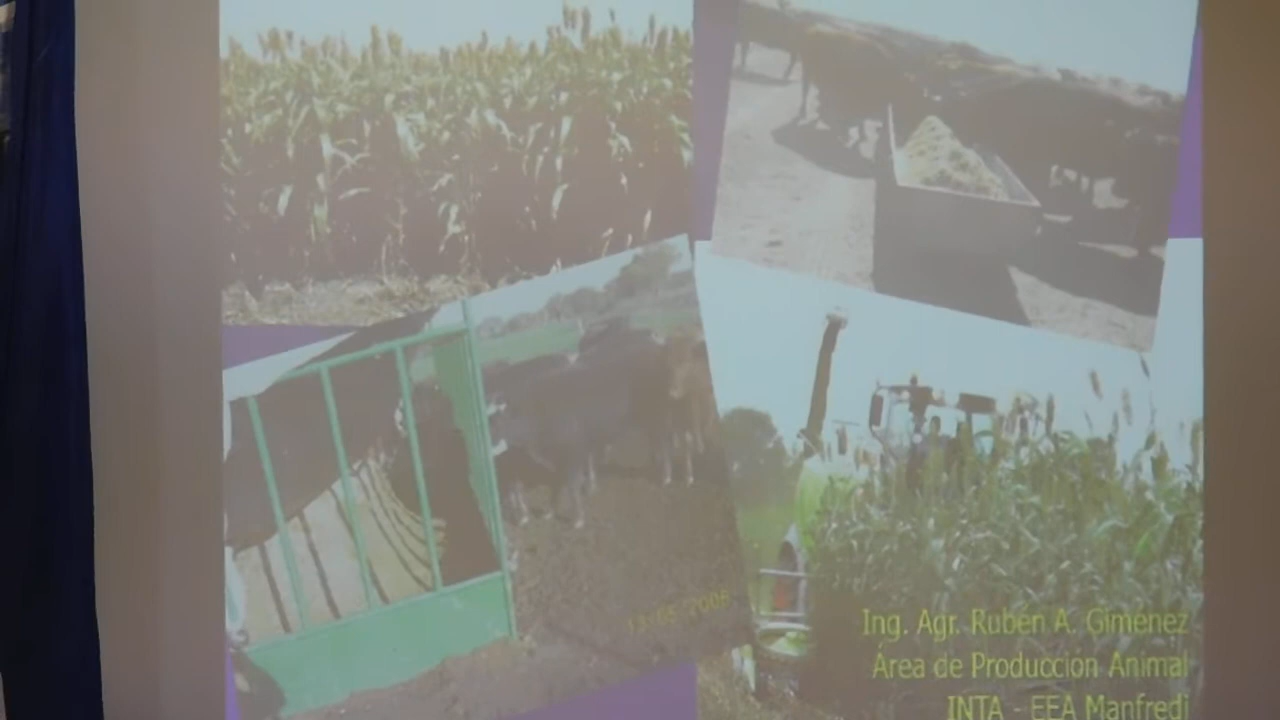 Ing. Agr. Rubén A. Giménez
Área de Producción Animal
INTA - EEA Manfredi